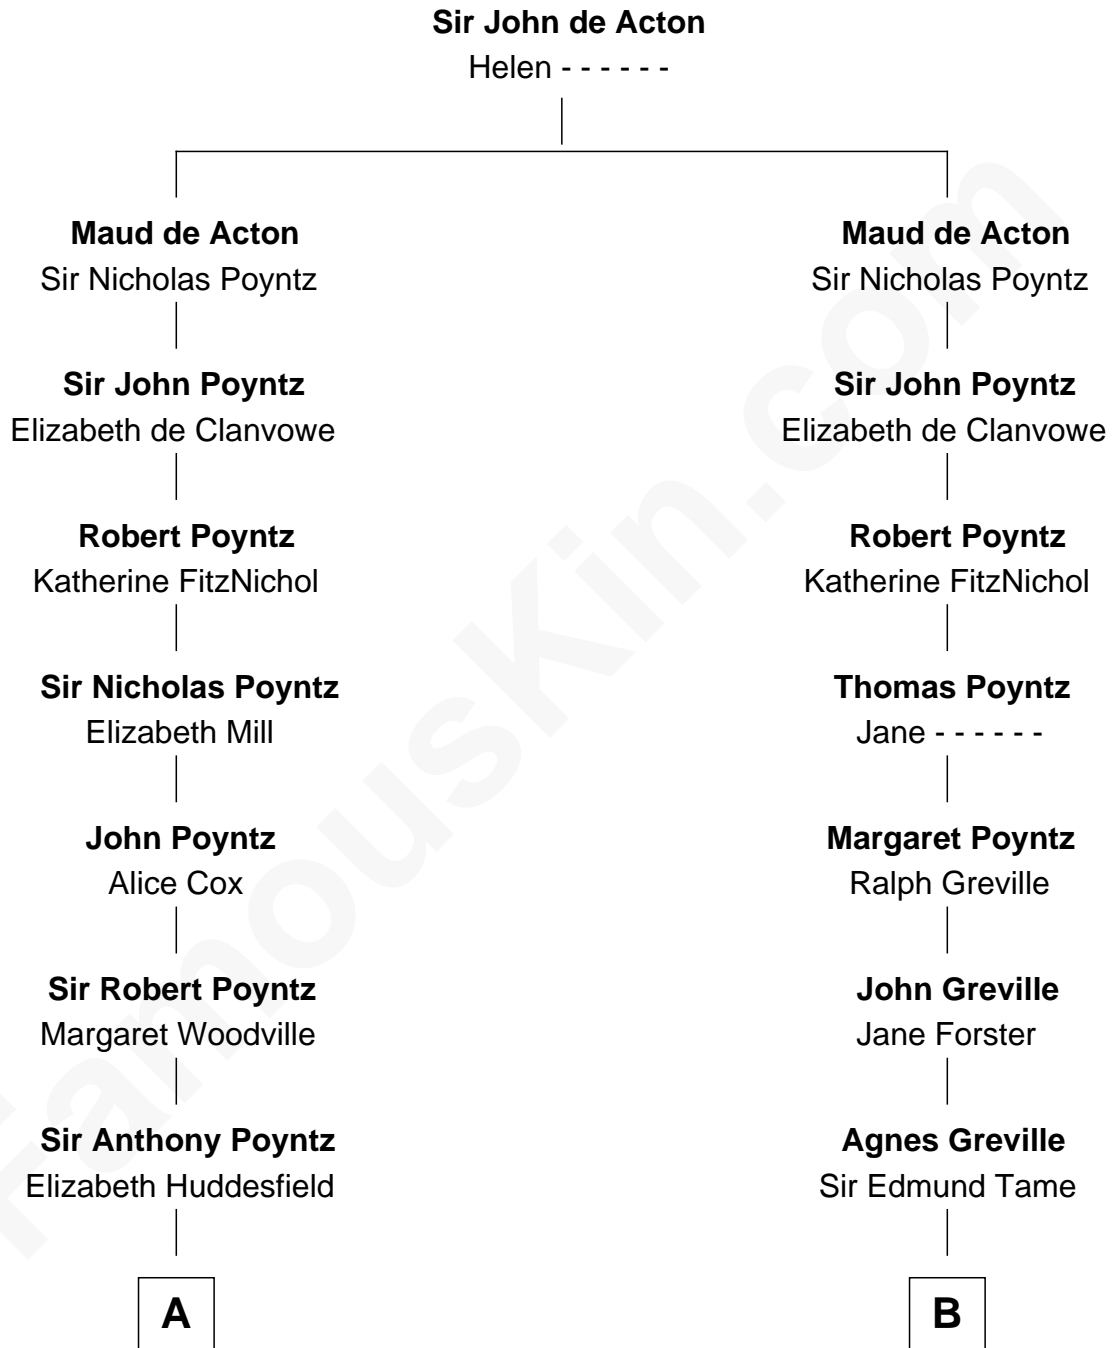 Sir John de Acton
Helen - - - - - -
Maud de Acton
Sir Nicholas Poyntz
Maud de Acton
Sir Nicholas Poyntz
Sir John Poyntz
Elizabeth de Clanvowe
Sir John Poyntz
Elizabeth de Clanvowe
Robert Poyntz
Katherine FitzNichol
Robert Poyntz
Katherine FitzNichol
Sir Nicholas Poyntz
Elizabeth Mill
Thomas Poyntz
Jane - - - - - -
John Poyntz
Alice Cox
Margaret Poyntz
Ralph Greville
Sir Robert Poyntz
Margaret Woodville
John Greville
Jane Forster
Sir Anthony Poyntz
Elizabeth Huddesfield
Agnes Greville
Sir Edmund Tame
A
B
FamousKin.com